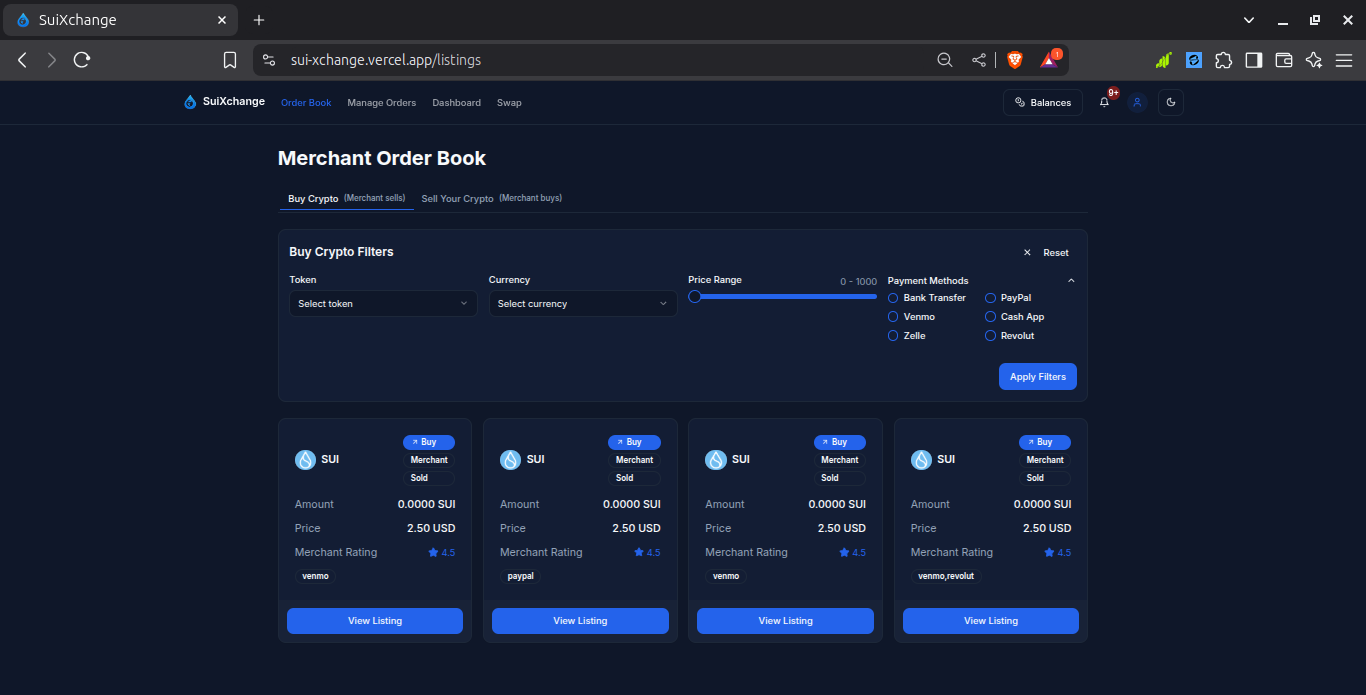 SuiXchange
sui-xchange.vercel.app/listings
1
SuiXchange Order Book Manage Orders Dashboard Swap Balances 9+
Merchant Order Book
Buy Crypto (Merchant sells) Sell Your Crypto (Merchant buys)
Buy Crypto Filters Reset
Token Currency Price Range 0 - 1000 Payment Methods
Select token Select currency Bank Transfer PayPal
Venmo Cash App
Zelle Revolut
Apply Filters
Buy Buy Buy Buy
SUI Merchant SUI Merchant SUI Merchant SUI Merchant
Sold Sold Sold Sold
Amount 0.0000 SUI Amount 0.0000 SUI Amount 0.0000 SUI Amount 0.0000 SUI
Price 2.50 USD Price 2.50 USD Price 2.50 USD Price 2.50 USD
Merchant Rating 4.5 Merchant Rating 4.5 Merchant Rating 4.5 Merchant Rating 4.5
venmo paypal venmo venmo,revolut
View Listing View Listing View Listing View Listing